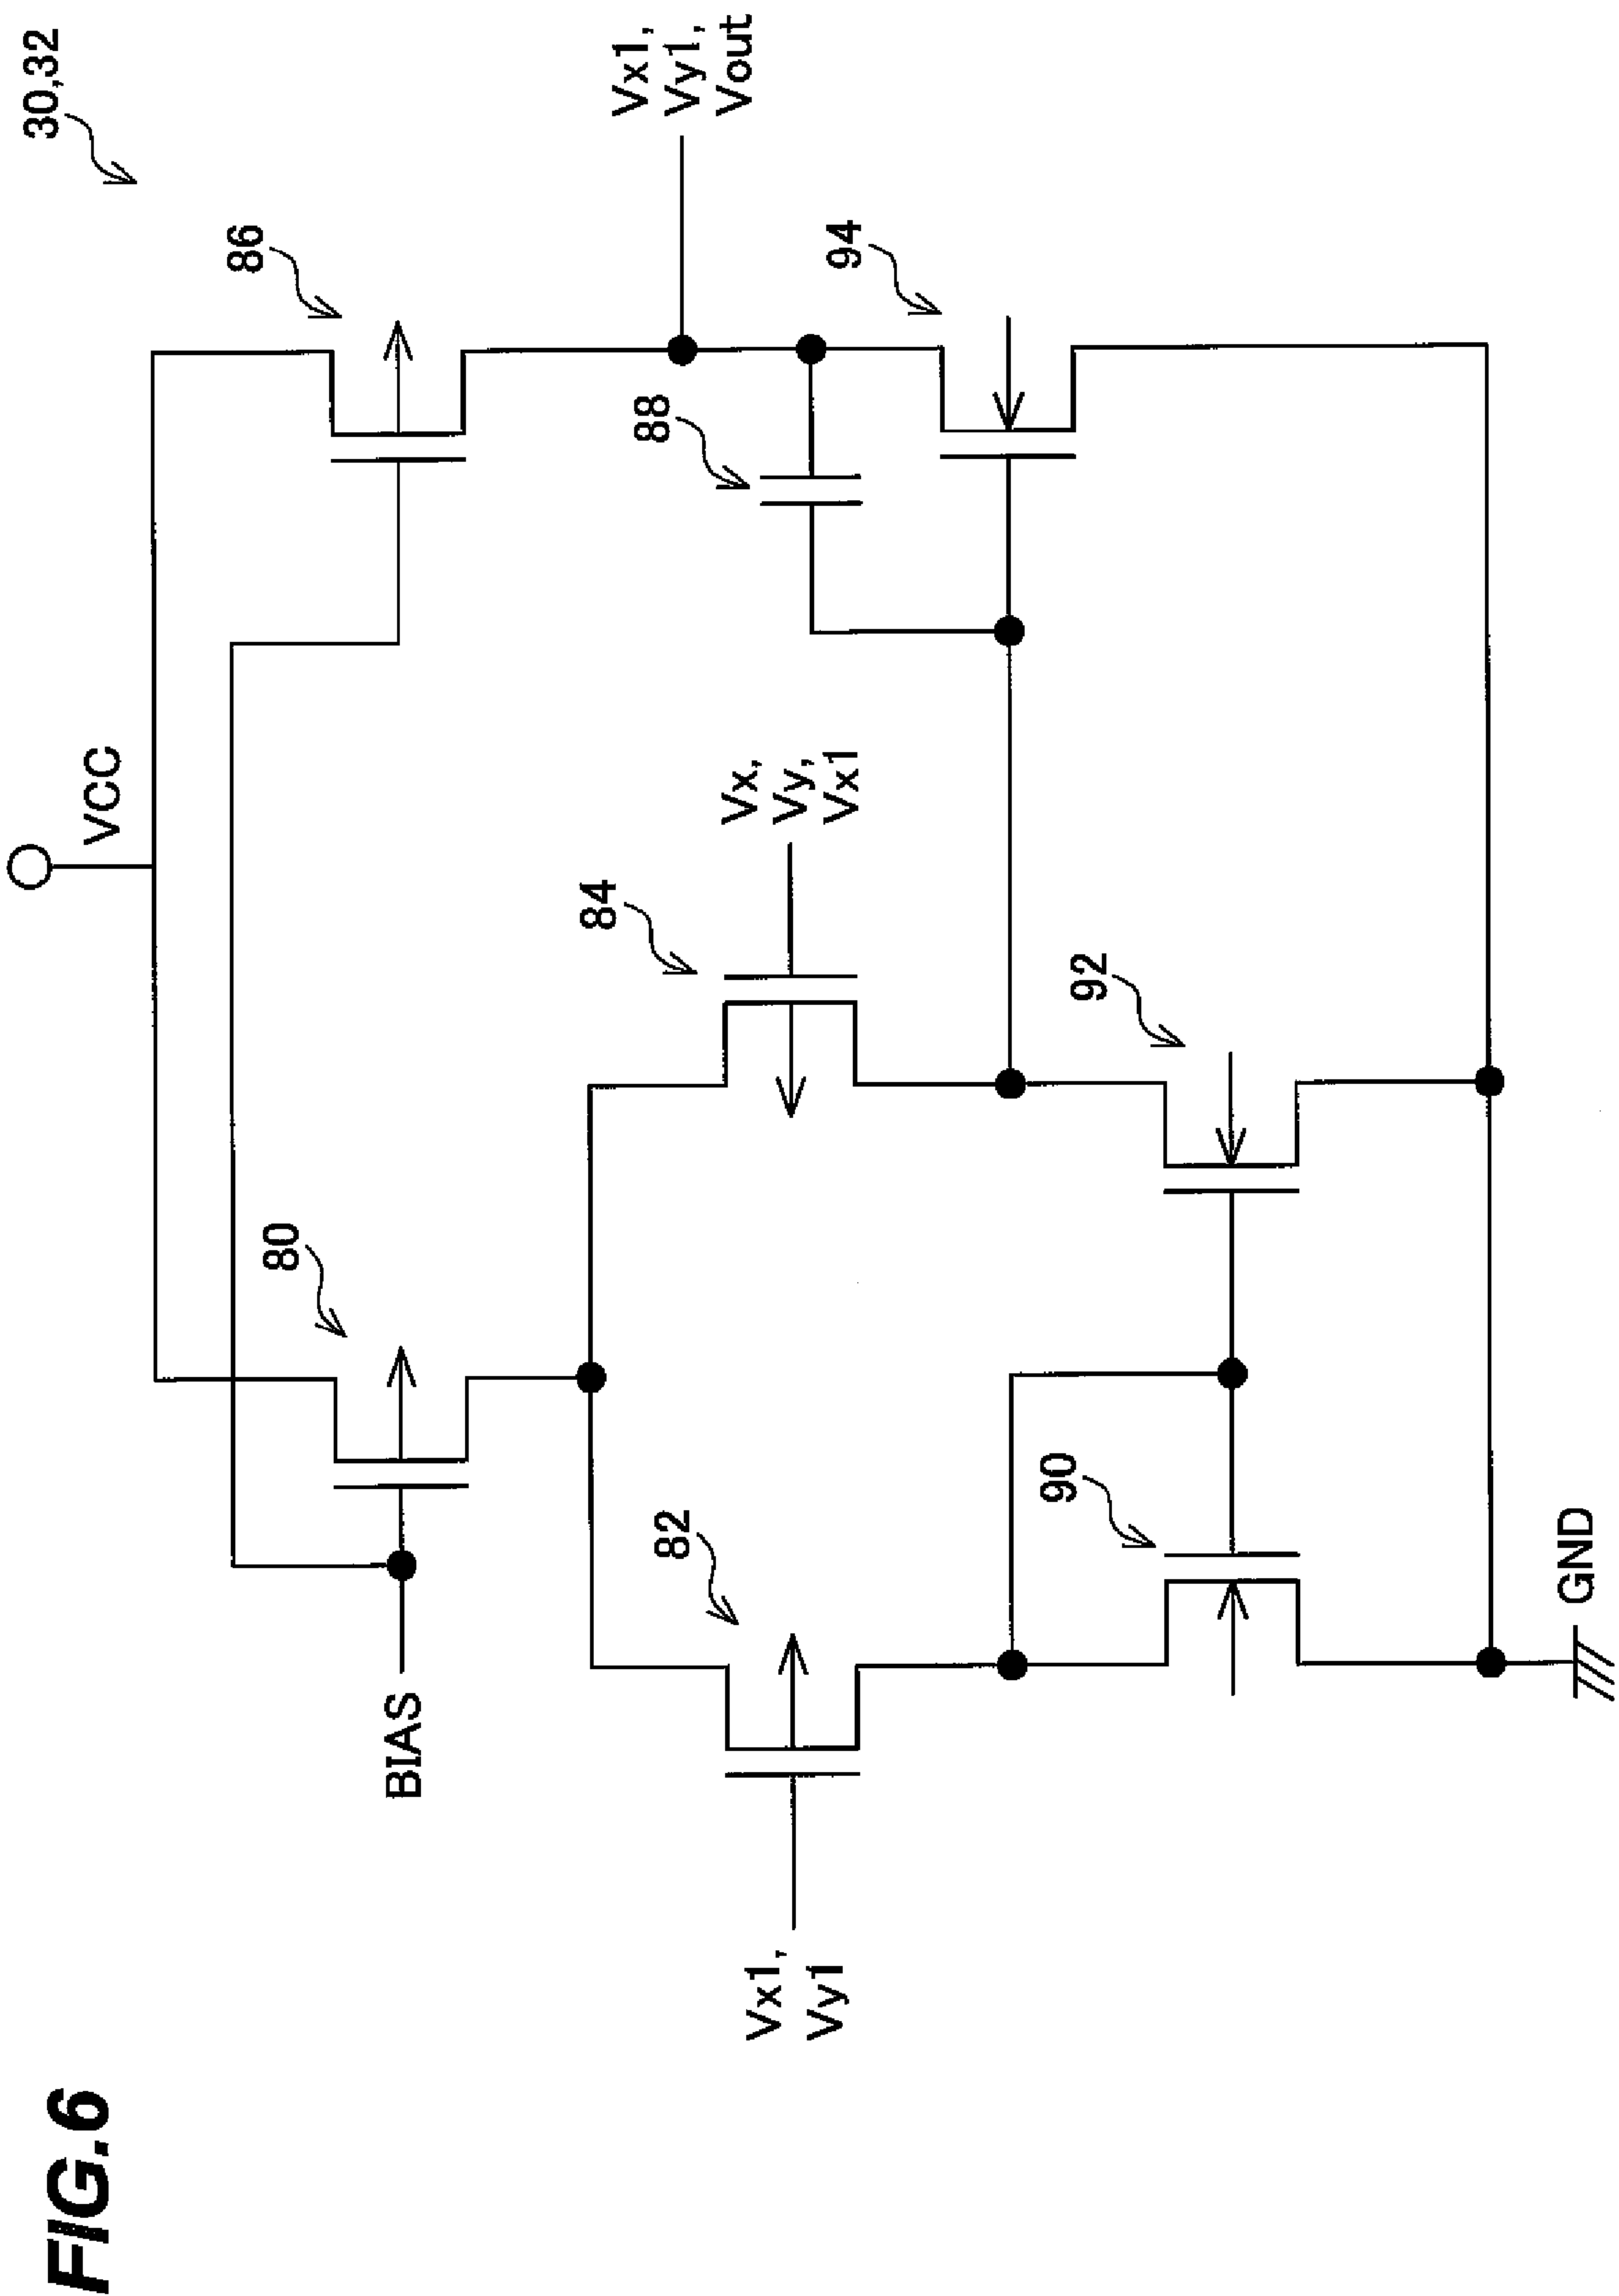 FIG.6
30,32
VCC
86
80
BIAS
Vx1,
Vy1,
Vout
84
Vx,
Vy,
Vx1
88
94
82
Vx1,
Vy1
90
92
GND